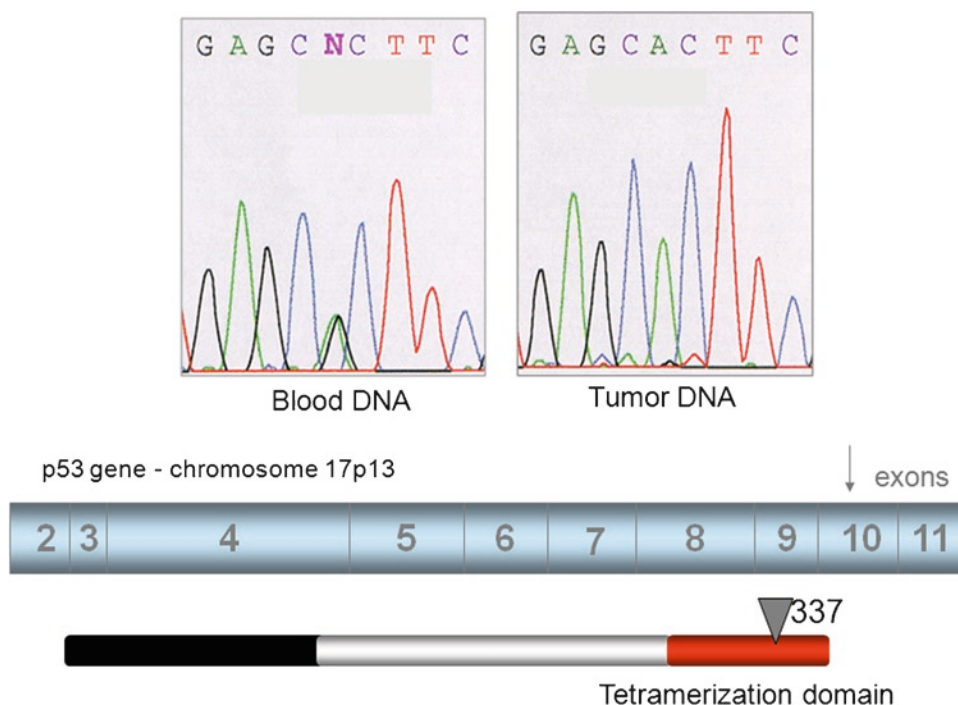 G A G C N C T T C
G A G C A C T T C
Blood DNA
Tumor DNA
p53 gene - chromosome 17p13
exons
2 3 4 5 6 7 8 9 10 11
337
Tetramerization domain